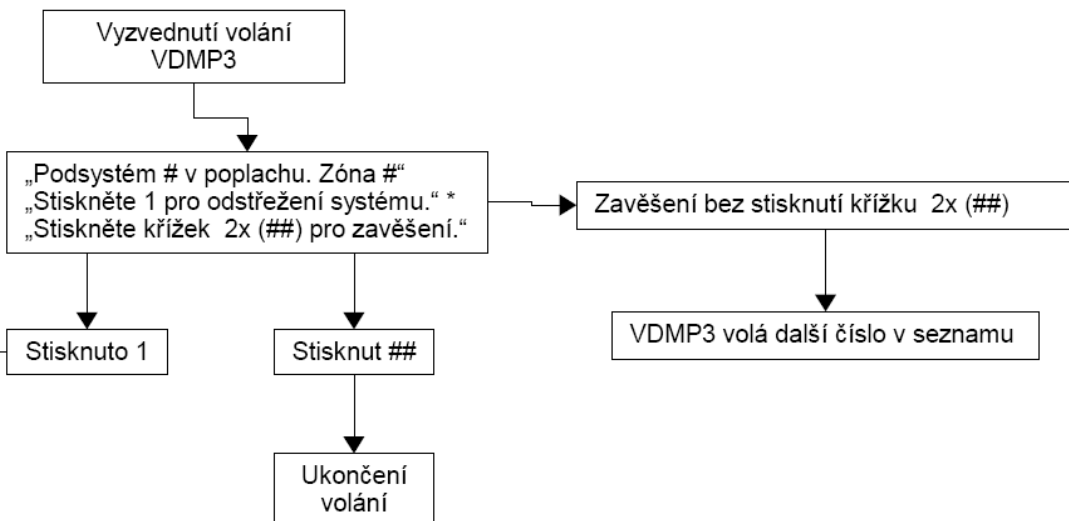 Vyzvednutí volání
VDMP3
„Podsystém # v poplachu. Zóna #“
„Stiskněte 1 pro odstřežení systému.“ *
„Stiskněte křížek  2x (##) pro zavěšení.“
Zavěšení bez stisknutí křížku  2x (##)
Stisknuto 1
Stisknut ##
VDMP3 volá další číslo v seznamu
Ukončení
volání